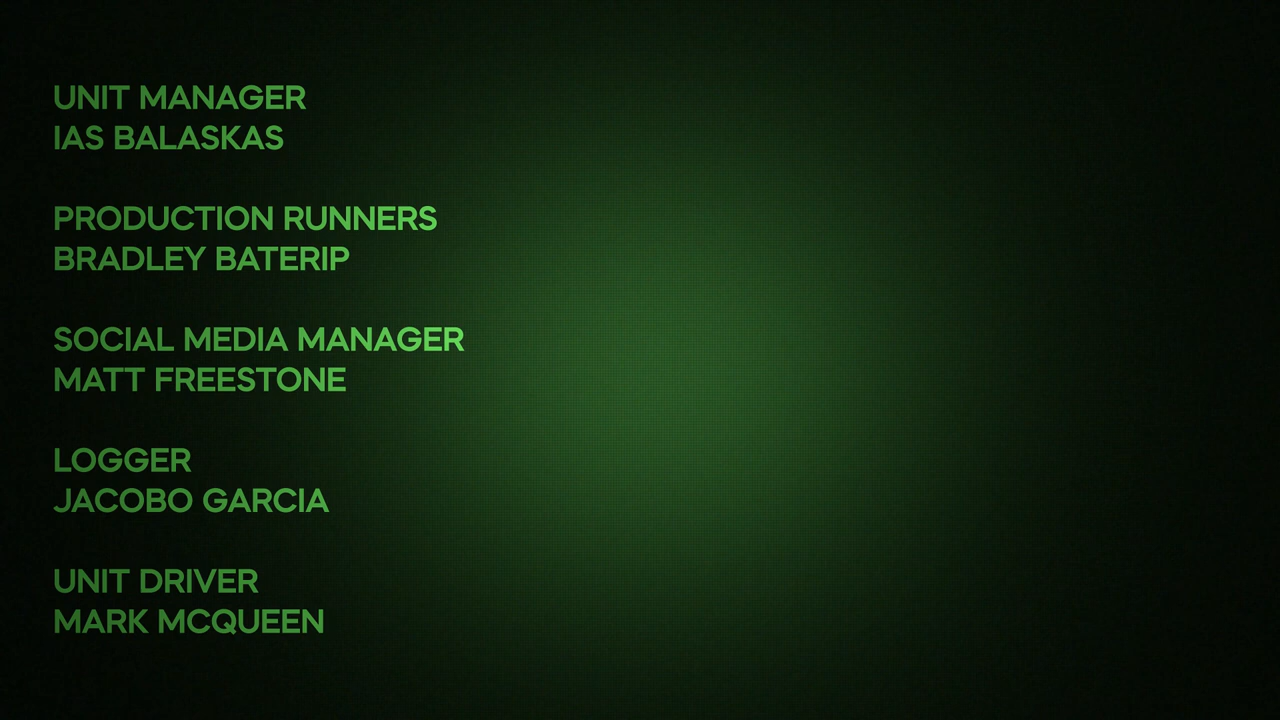 UNIT MANAGER
IAS BALASKAS
PRODUCTION RUNNERS
BRADLEY BATERIP
SOCIAL MEDIA MANAGER
MATT FREESTONE
LOGGER
JACOBO GARCIA
UNIT DRIVER
MARK MCQUEEN